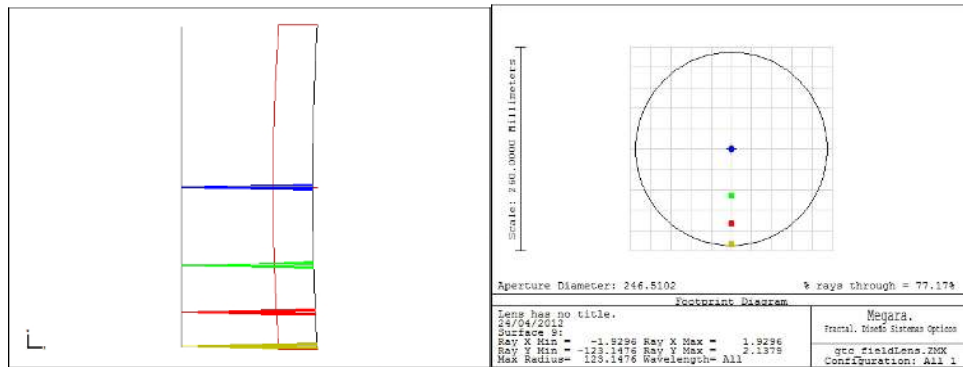 Scale: 260.0000 Millimeters
Aperture Diameter: 246.5102 % rays through = 77.17%
Footprint Diagram
Lens has no title.
24/04/2012
Surface 9:
Ray X Min = -1.9296 Ray X Max = 1.9296
Ray Y Min = -123.1476 Ray Y Max = 2.1379
Max Radius= 123.1476 Wavelength= All
Megara.
Fractal. Diseño Sistemas Opticos
gtc_fieldLens.ZMX
Configuration: All 1